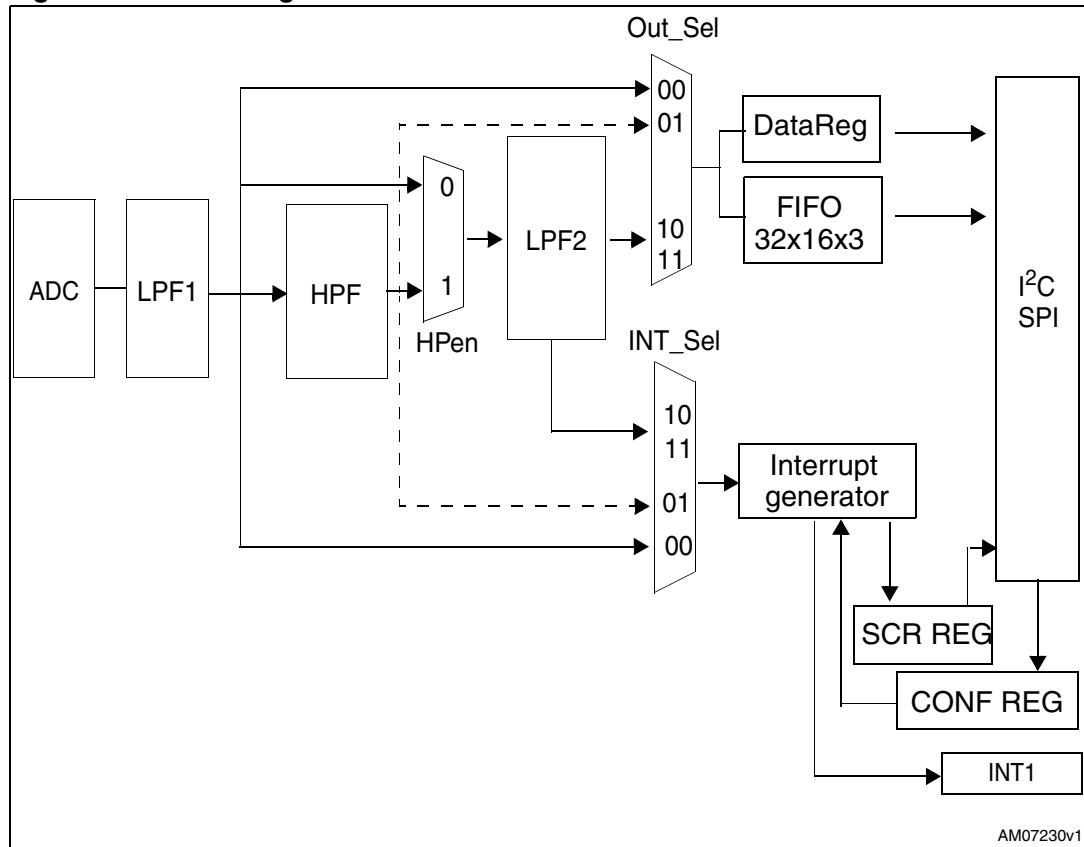 Out_Sel
00
01
10
11
DataReg
FIFO
32x16x3
I²C
SPI
ADC
LPF1
HPF
0
1
HPen
LPF2
INT_Sel
10
11
01
00
Interrupt
generator
SCR REG
CONF REG
INT1
AM07230v1